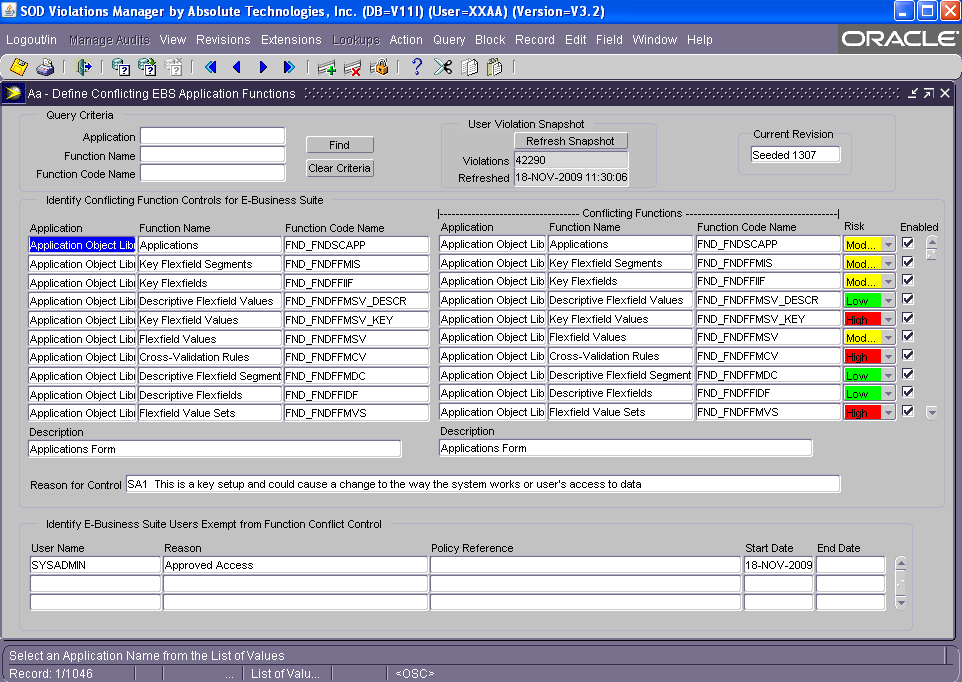 SOD Violations Manager by Absolute Technologies, Inc. (DB=V11I) (User=XXAA) (Version=V3.2)
Logout/in Manage Audits View Revisions Extensions Lookups Action Query Block Record Edit Field Window Help ORACLE
Aa - Define Conflicting EBS Application Functions
Query Criteria
Application
Function Name
Function Code Name
Find
Clear Criteria
User Violation Snapshot
Refresh Snapshot
Violations 42290
Refreshed 18-NOV-2009 11:30:06
Current Revision
Seeded 1307
Identify Conflicting Function Controls for E-Business Suite
|---------------------------- Conflicting Functions ----------------------------|
Application Function Name Function Code Name Application Function Name Function Code Name Risk Enabled
Application Object Libr Applications FND_FNDSCAPP Application Object Lib Applications FND_FNDSCAPP Mod...
Application Object Libr Key Flexfield Segments FND_FNDFFMIS Application Object Lib Key Flexfield Segments FND_FNDFFMIS Mod...
Application Object Libr Key Flexfields FND_FNDFFIIF Application Object Lib Key Flexfields FND_FNDFFIIF Mod...
Application Object Libr Descriptive Flexfield Values FND_FNDFFMSV_DESCR Application Object Lib Descriptive Flexfield Values FND_FNDFFMSV_DESCR Low
Application Object Libr Key Flexfield Values FND_FNDFFMSV_KEY Application Object Lib Key Flexfield Values FND_FNDFFMSV_KEY High
Application Object Libr Flexfield Values FND_FNDFFMSV Application Object Lib Flexfield Values FND_FNDFFMSV Mod...
Application Object Libr Cross-Validation Rules FND_FNDFFMCV Application Object Lib Cross-Validation Rules FND_FNDFFMCV High
Application Object Libr Descriptive Flexfield Segment FND_FNDFFMDC Application Object Lib Descriptive Flexfield Segment FND_FNDFFMDC Low
Application Object Libr Descriptive Flexfields FND_FNDFFIDF Application Object Lib Descriptive Flexfields FND_FNDFFIDF Low
Application Object Libr Flexfield Value Sets FND_FNDFFMVS Application Object Lib Flexfield Value Sets FND_FNDFFMVS High
Description Description
Applications Form Applications Form
Reason for Control SA1 This is a key setup and could cause a change to the way the system works or user's access to data
Identify E-Business Suite Users Exempt from Function Conflict Control
User Name Reason Policy Reference Start Date End Date
SYSADMIN Approved Access 18-NOV-2009
Select an Application Name from the List of Values
Record: 1/1046 ... List of Valu... <OSC>